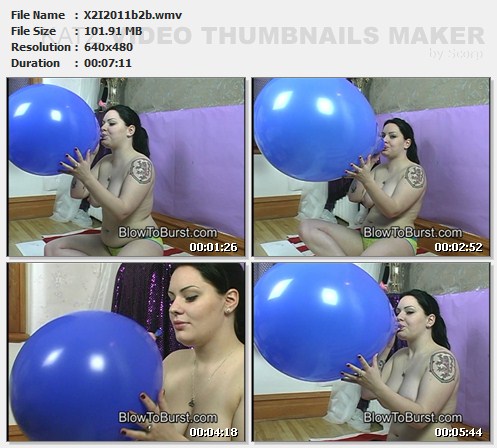 File Name : X2I2011b2b.wmv
File Size : 101.91 MB
Resolution : 640x480
Duration : 00:07:11
VIDEO THUMBNAILS MAKER
by Scorp
BlowToBurst.com
00:01:26
BlowToBurst.com
00:02:52
BlowToBurst.com
00:04:18
BlowToBurst.com
00:05:44